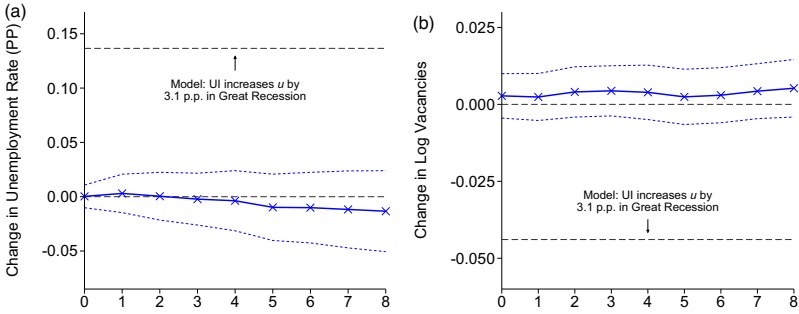 (a)
Change in Unemployment Rate (PP)
0.15
0.10
0.05
0.00
-0.05
Model: UI increases u by
3.1 p.p. in Great Recession
0 1 2 3 4 5 6 7 8
(b)
Change in Log Vacancies
0.025
0.000
-0.025
-0.050
Model: UI increases u by
3.1 p.p. in Great Recession
0 1 2 3 4 5 6 7 8